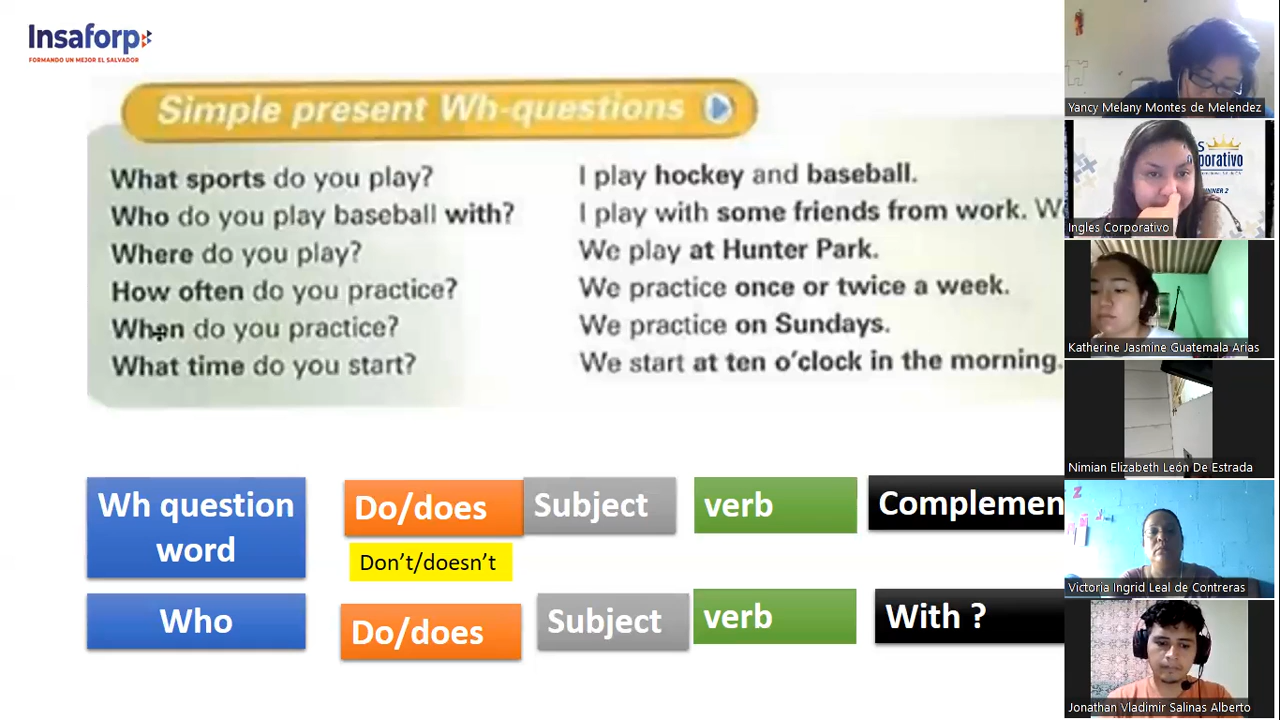 Insaforp
FORMANDO UN MEJOR EL SALVADOR
Simple present Wh-questions
What sports do you play?
I play hockey and baseball.
Who do you play baseball with?
I play with some friends from work. W
Where do you play?
We play at Hunter Park.
How often do you practice?
We practice once or twice a week.
When do you practice?
We practice on Sundays.
What time do you start?
We start at ten o'clock in the morning.
Wh question
word
Do/does
Subject
verb
Complemen
Don't/doesn't
Who
Do/does
Subject
verb
With ?
Yancy Melany Montes de Melendez
Ingles Corporativo
Katherine Jasmine Guatemala Arias
Nimian Elizabeth León De Estrada
Victoria Ingrid Leal de Contreras
Jonathan Vladimir Salinas Alberto